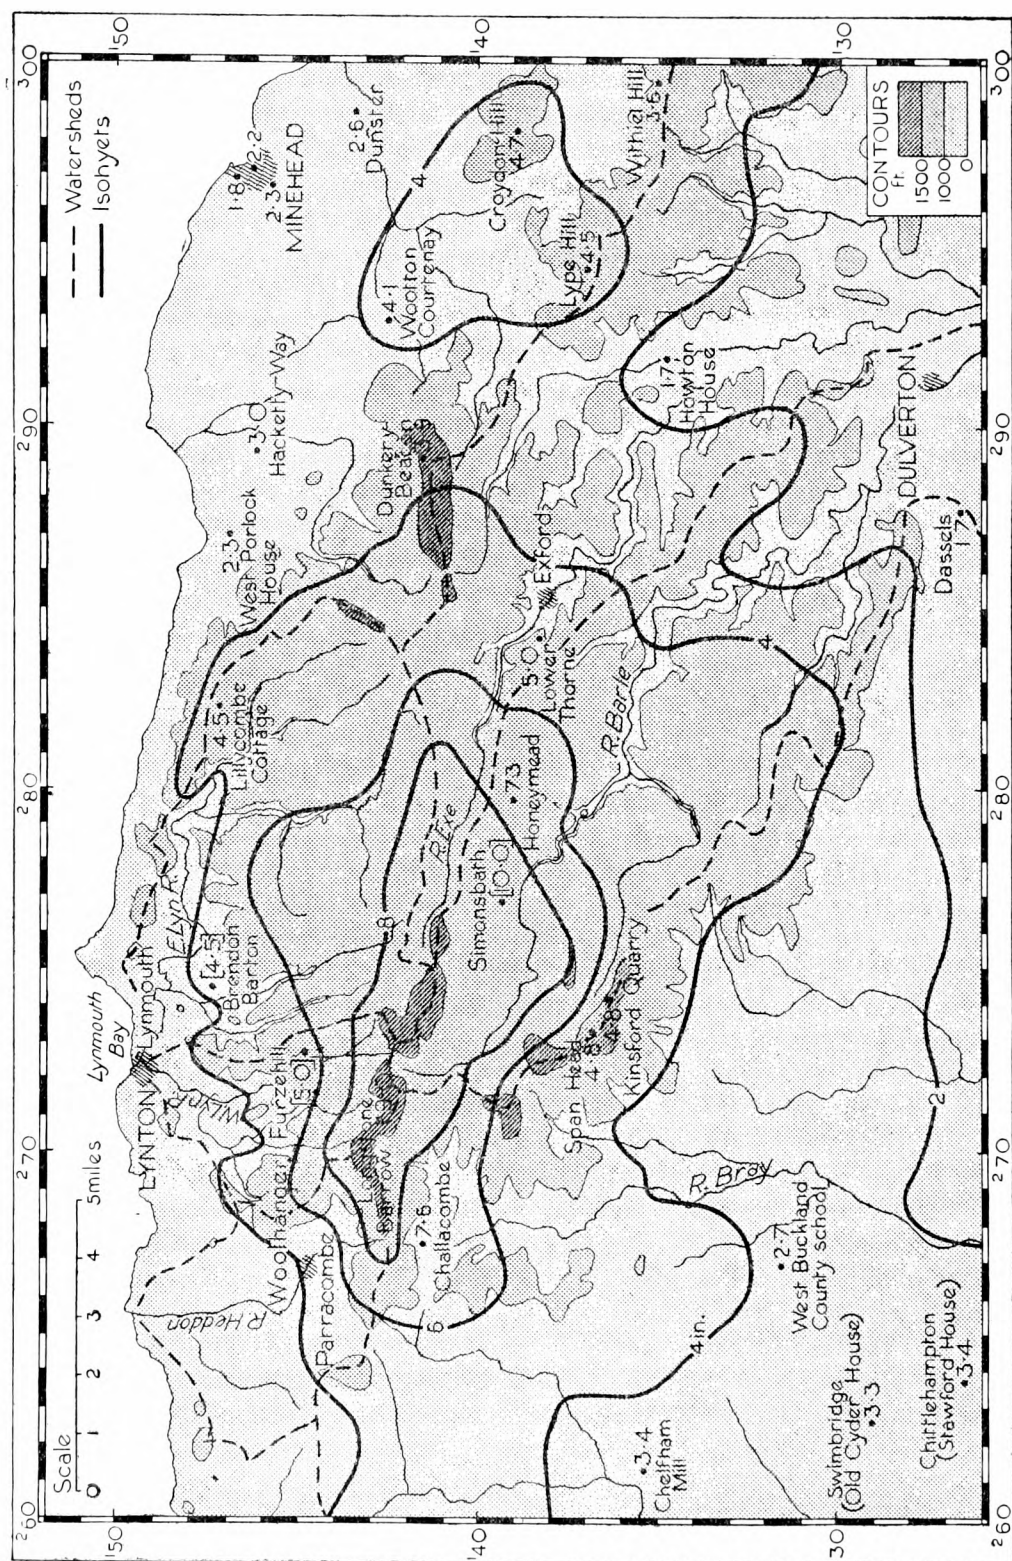 Scale
0 1 2 3 4 5miles
Watersheds
Isohyets
CONTOURS
ft.
1500
1000
0
²60
270
280
290
300
¹50
¹40
¹30
Lynmouth
Bay
LYNTON
Lynmouth
E.Lyn R.
W.Lyn R.
R. Heddon
[4·5]
Brendon
Barton
4·5
Lillycombe
Cottage
2·3
West Porlock
House
3·0
Hacketty-Way
1·8
2·2
2·3
MINEHEAD
2·6
Dunster
Woolhanger
Furzehill
[5·0]
Parracombe
Barrow
7·6
Challacombe
8
6
4
4
4
2
4in.
R. Exe
Simonsbath
[10·0]
7·3
Honeymead
5·0
Lower
Thorne
Exford
Dunkery
Beacon
4·1
Wootton
Courtenay
Croydon Hill
4·7
Lype Hill
4·5
Withiel Hill
3·6
1·7
Howton
House
R. Barle
Span Head
4·8
4·8
Kinsford Quarry
R. Bray
2·7
West Buckland
County school
3·4
Chelfham
Mill
Swimbridge
(Old Cyder House)
3·3
Chittlehampton
(Stawford House)
3·4
DULVERTON
Dassels
1·7